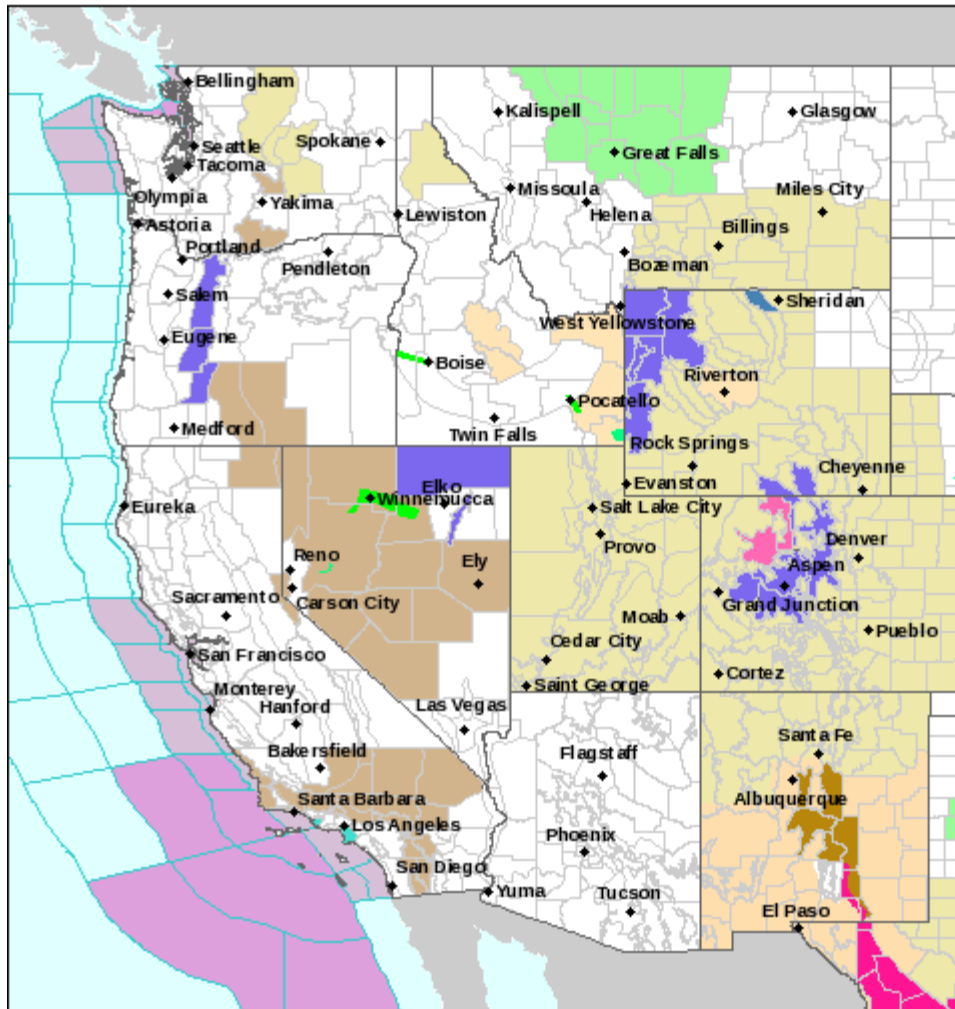 Bellingham
Kalispell
Glasgow
Spokane
Seattle
Great Falls
Tacoma
Olympia
Yakima
Missoula
Miles City
Helena
Lewiston
Astoria
Billings
Portland
Pendleton
Bozeman
Salem
Sheridan
West Yellowstone
Eugene
Boise
Riverton
Pocatello
Medford
Twin Falls
Rock Springs
Cheyenne
Elko
Evanston
Winnemucca
Eureka
Salt Lake City
Provo
Denver
Reno
Ely
Aspen
Sacramento
Carson City
Grand Junction
Moab
Pueblo
Cedar City
San Francisco
Cortez
Saint George
Monterey
Hanford
Las Vegas
Santa Fe
Bakersfield
Flagstaff
Santa Barbara
Albuquerque
Los Angeles
Phoenix
San Diego
Yuma
Tucson
El Paso